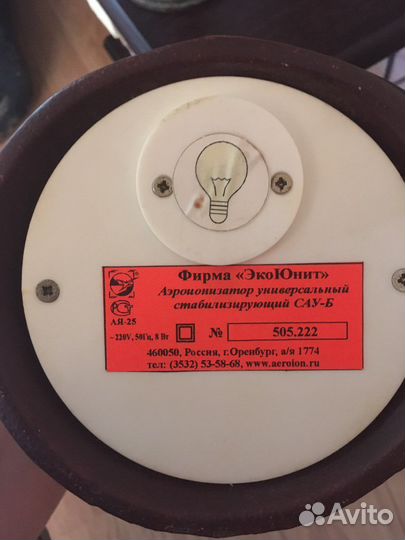 Фирма «ЭкоЮнит»
Аэроионизатор универсальный
стабилизирующий САУ-Б
АЯ-25
~220V, 50Гц, 8 Вт № 505.222
460050, Россия, г.Оренбург, а/я 1774
тел: (3532) 53-58-68, www.aeroion.ru
Avito